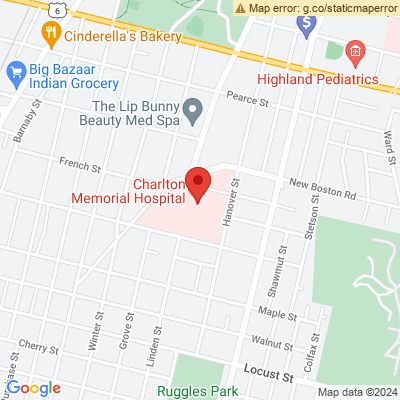 Map error: g.co/staticmaperror
6
Cinderella's Bakery
Highland Pediatrics
Big Bazaar
Indian Grocery
Barnaby St
Pearce St
The Lip Bunny
Beauty Med Spa
Ward St
French St
Charlton
Memorial Hospital
New Boston Rd
Hanover St
Stetson St
Shawmut St
Maple St
Winter St
Grove St
Linden St
Walnut St
Cherry St
Colfax St
Locust St
Ruggles Park
Google
Map data ©2024